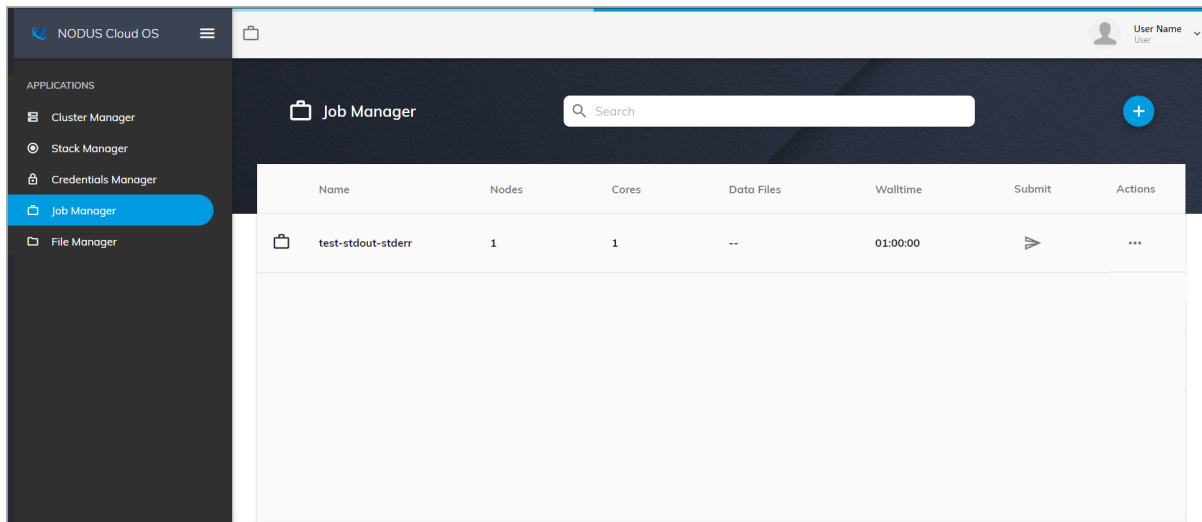 NODUS Cloud OS
User Name
User
APPLICATIONS
Cluster Manager
Stack Manager
Credentials Manager
Job Manager
File Manager
Job Manager
Search
Name Nodes Cores Data Files Walltime Submit Actions
test-stdout-stderr 1 1 -- 01:00:00